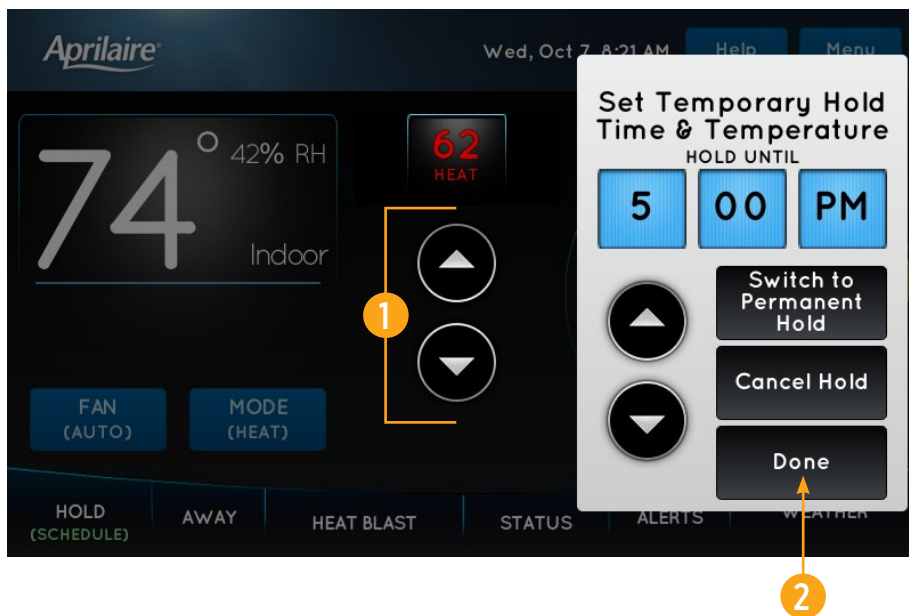 Aprilaire®
Wed, Oct 7 8:21 AM
Help
Menu
74° 42% RH
Indoor
62
HEAT
Set Temporary Hold
Time & Temperature
HOLD UNTIL
5 00 PM
Switch to
Permanent
Hold
Cancel Hold
Done
1
FAN
(AUTO)
MODE
(HEAT)
HOLD
(SCHEDULE)
AWAY
HEAT BLAST
STATUS
ALERTS
WEATHER
2